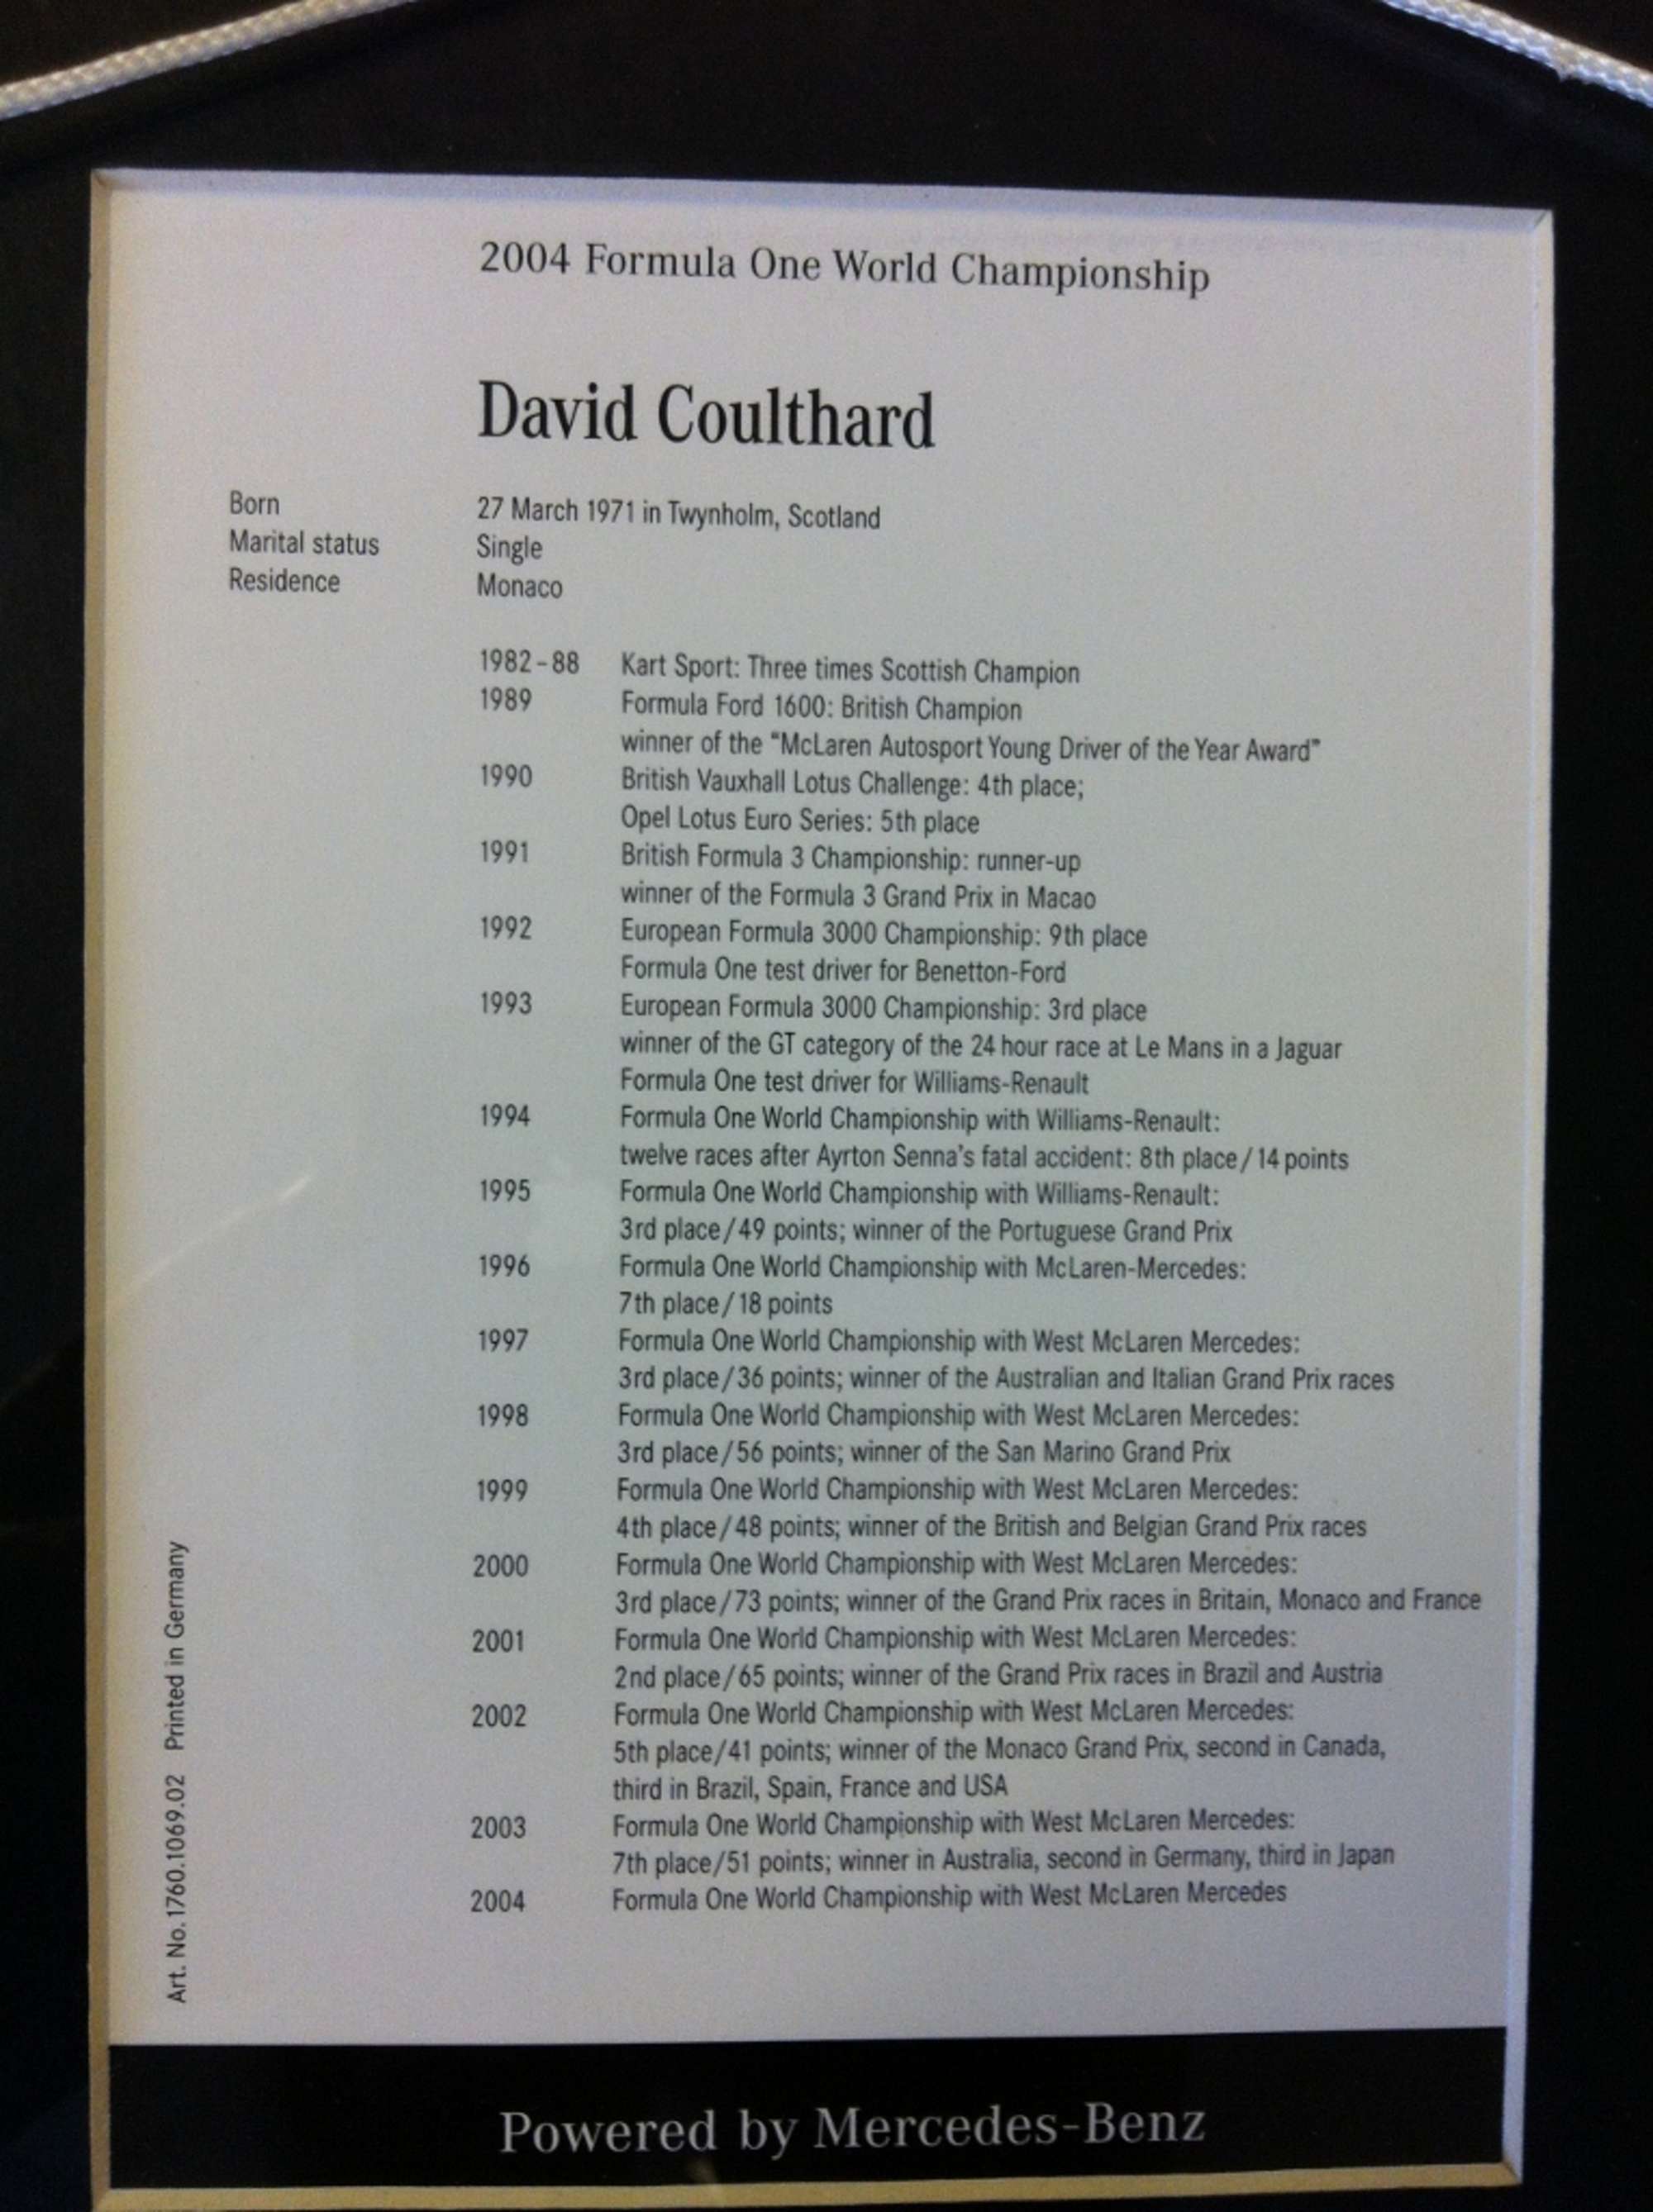 2004 Formula One World Championship
David Coulthard
Born 27 March 1971 in Twynholm, Scotland
Marital status Single
Residence Monaco
1982-88 Kart Sport: Three times Scottish Champion
1989 Formula Ford 1600: British Champion
winner of the "McLaren Autosport Young Driver of the Year Award"
1990 British Vauxhall Lotus Challenge: 4th place;
Opel Lotus Euro Series: 5th place
1991 British Formula 3 Championship: runner-up
winner of the Formula 3 Grand Prix in Macao
1992 European Formula 3000 Championship: 9th place
Formula One test driver for Benetton-Ford
1993 European Formula 3000 Championship: 3rd place
winner of the GT category of the 24 hour race at Le Mans in a Jaguar
Formula One test driver for Williams-Renault
1994 Formula One World Championship with Williams-Renault:
twelve races after Ayrton Senna's fatal accident: 8th place/14 points
1995 Formula One World Championship with Williams-Renault:
3rd place/49 points; winner of the Portuguese Grand Prix
1996 Formula One World Championship with McLaren-Mercedes:
7th place/18 points
1997 Formula One World Championship with West McLaren Mercedes:
3rd place/36 points; winner of the Australian and Italian Grand Prix races
1998 Formula One World Championship with West McLaren Mercedes:
3rd place/56 points; winner of the San Marino Grand Prix
1999 Formula One World Championship with West McLaren Mercedes:
4th place/48 points; winner of the British and Belgian Grand Prix races
2000 Formula One World Championship with West McLaren Mercedes:
3rd place/73 points; winner of the Grand Prix races in Britain, Monaco and France
2001 Formula One World Championship with West McLaren Mercedes:
2nd place/65 points; winner of the Grand Prix races in Brazil and Austria
2002 Formula One World Championship with West McLaren Mercedes:
5th place/41 points; winner of the Monaco Grand Prix, second in Canada,
third in Brazil, Spain, France and USA
2003 Formula One World Championship with West McLaren Mercedes:
7th place/51 points; winner in Australia, second in Germany, third in Japan
2004 Formula One World Championship with West McLaren Mercedes
Art. No. 1760.1069.02 Printed in Germany
Powered by Mercedes-Benz